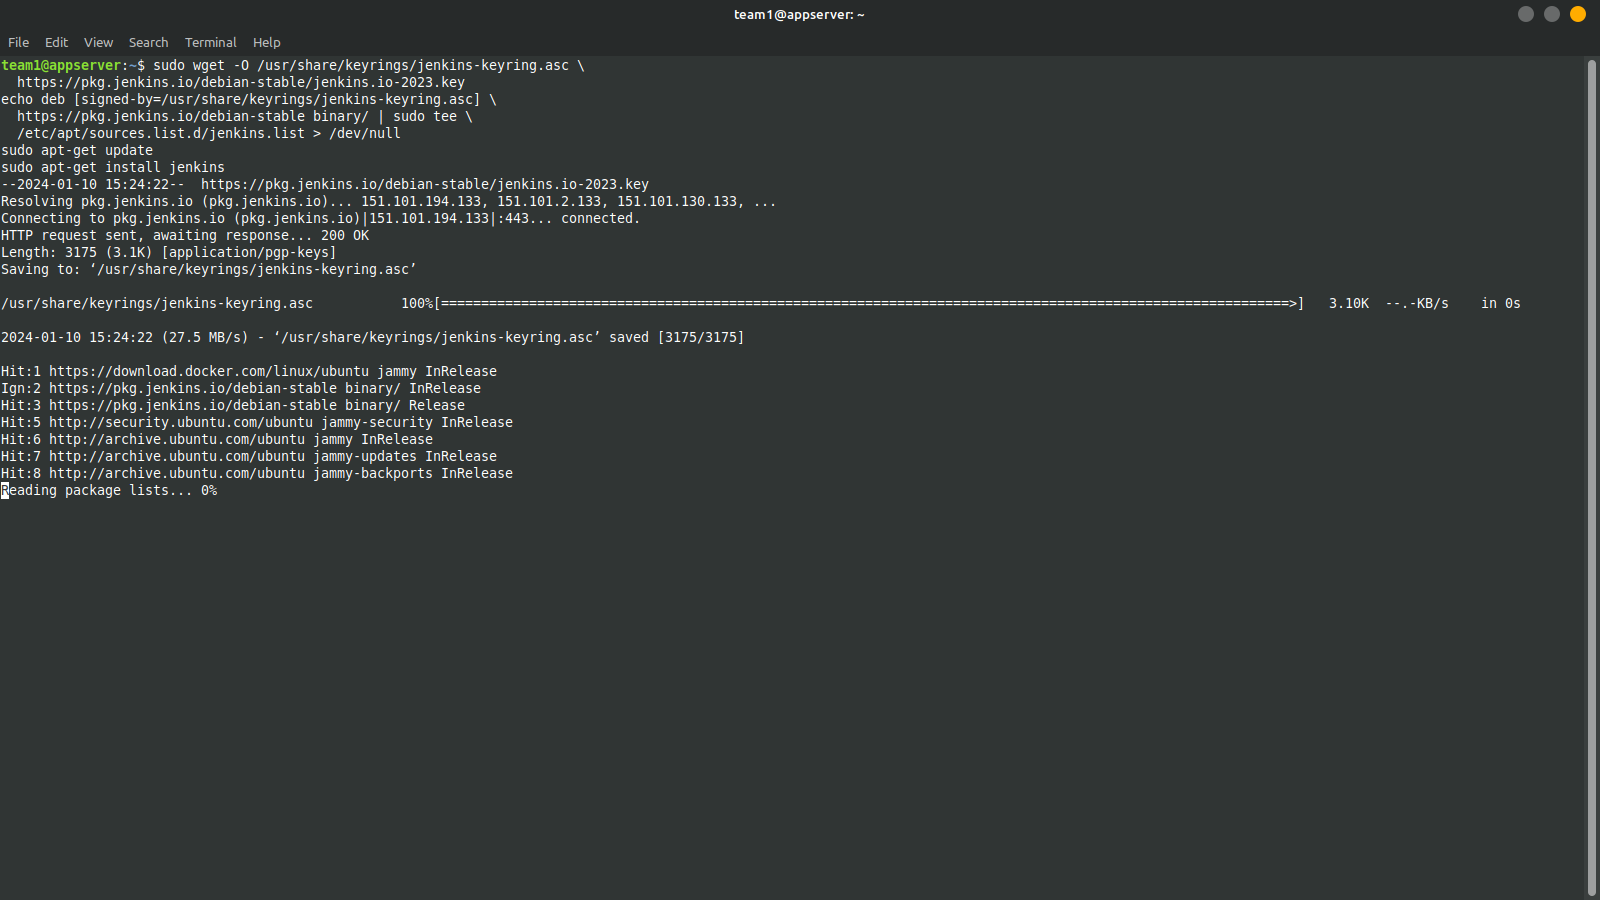 team1@appserver: ~
File Edit View Search Terminal Help
team1@appserver:~$ sudo wget -O /usr/share/keyrings/jenkins-keyring.asc \
  https://pkg.jenkins.io/debian-stable/jenkins.io-2023.key
echo deb [signed-by=/usr/share/keyrings/jenkins-keyring.asc] \
  https://pkg.jenkins.io/debian-stable binary/ | sudo tee \
  /etc/apt/sources.list.d/jenkins.list > /dev/null
sudo apt-get update
sudo apt-get install jenkins
--2024-01-10 15:24:22--  https://pkg.jenkins.io/debian-stable/jenkins.io-2023.key
Resolving pkg.jenkins.io (pkg.jenkins.io)... 151.101.194.133, 151.101.2.133, 151.101.130.133, ...
Connecting to pkg.jenkins.io (pkg.jenkins.io)|151.101.194.133|:443... connected.
HTTP request sent, awaiting response... 200 OK
Length: 3175 (3.1K) [application/pgp-keys]
Saving to: ‘/usr/share/keyrings/jenkins-keyring.asc’
/usr/share/keyrings/jenkins-keyring.asc           100%[==========================================================================================================>]   3.10K  --.-KB/s    in 0s
2024-01-10 15:24:22 (27.5 MB/s) - ‘/usr/share/keyrings/jenkins-keyring.asc’ saved [3175/3175]
Hit:1 https://download.docker.com/linux/ubuntu jammy InRelease
Ign:2 https://pkg.jenkins.io/debian-stable binary/ InRelease
Hit:3 https://pkg.jenkins.io/debian-stable binary/ Release
Hit:5 http://security.ubuntu.com/ubuntu jammy-security InRelease
Hit:6 http://archive.ubuntu.com/ubuntu jammy InRelease
Hit:7 http://archive.ubuntu.com/ubuntu jammy-updates InRelease
Hit:8 http://archive.ubuntu.com/ubuntu jammy-backports InRelease
Reading package lists... 0%